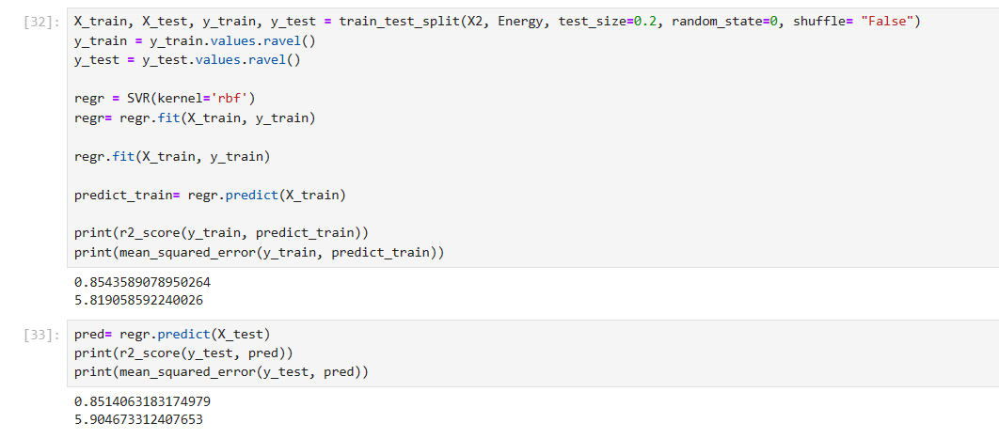 [32]: X_train, X_test, y_train, y_test = train_test_split(X2, Energy, test_size=0.2, random_state=0, shuffle= "False")
y_train = y_train.values.ravel()
y_test = y_test.values.ravel()
regr = SVR(kernel='rbf')
regr= regr.fit(X_train, y_train)
regr.fit(X_train, y_train)
predict_train= regr.predict(X_train)
print(r2_score(y_train, predict_train))
print(mean_squared_error(y_train, predict_train))
0.8543589078950264
5.819058592240026
[33]: pred= regr.predict(X_test)
print(r2_score(y_test, pred))
print(mean_squared_error(y_test, pred))
0.8514063183174979
5.904673312407653